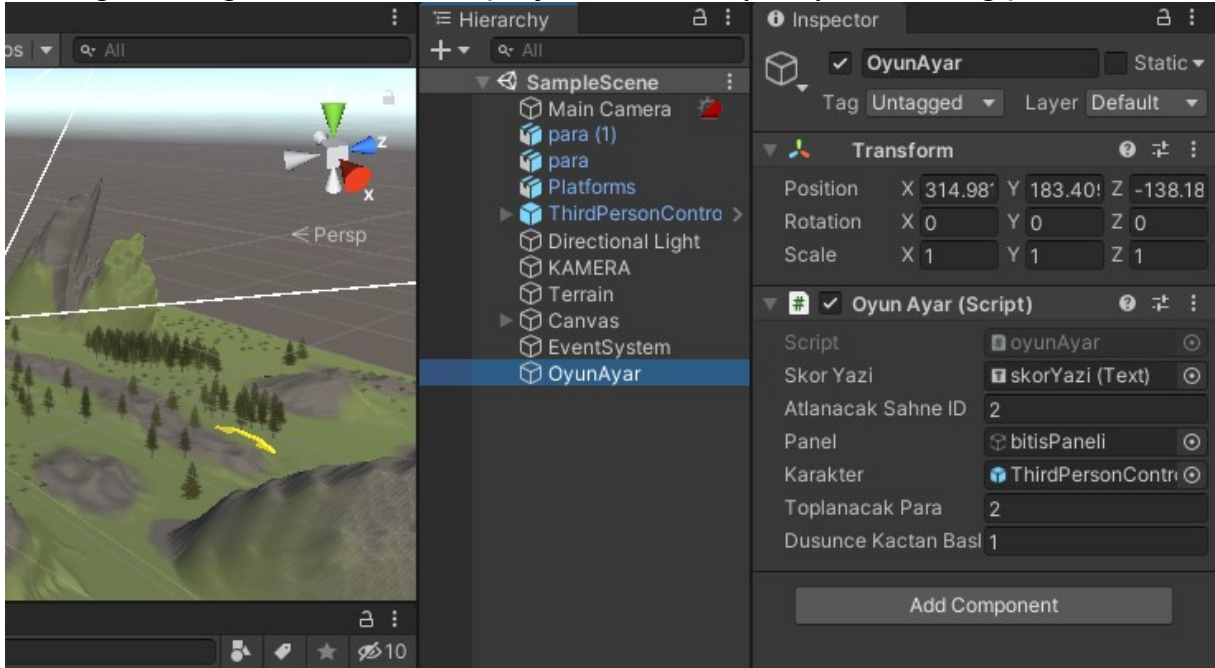 All
Persp
z
x
10
Hierarchy
All
SampleScene
Main Camera
para (1)
para
Platforms
ThirdPersonContro
Directional Light
KAMERA
Terrain
Canvas
EventSystem
OyunAyar
Inspector
OyunAyar Static
Tag Untagged Layer Default
Transform
Position X 314.98 Y 183.40 Z -138.18
Rotation X 0 Y 0 Z 0
Scale X 1 Y 1 Z 1
# Oyun Ayar (Script)
Script oyunAyar
Skor Yazi skorYazi (Text)
Atlanacak Sahne ID 2
Panel bitisPaneli
Karakter ThirdPersonContr
Toplanacak Para 2
Dusunce Kactan Basl 1
Add Component